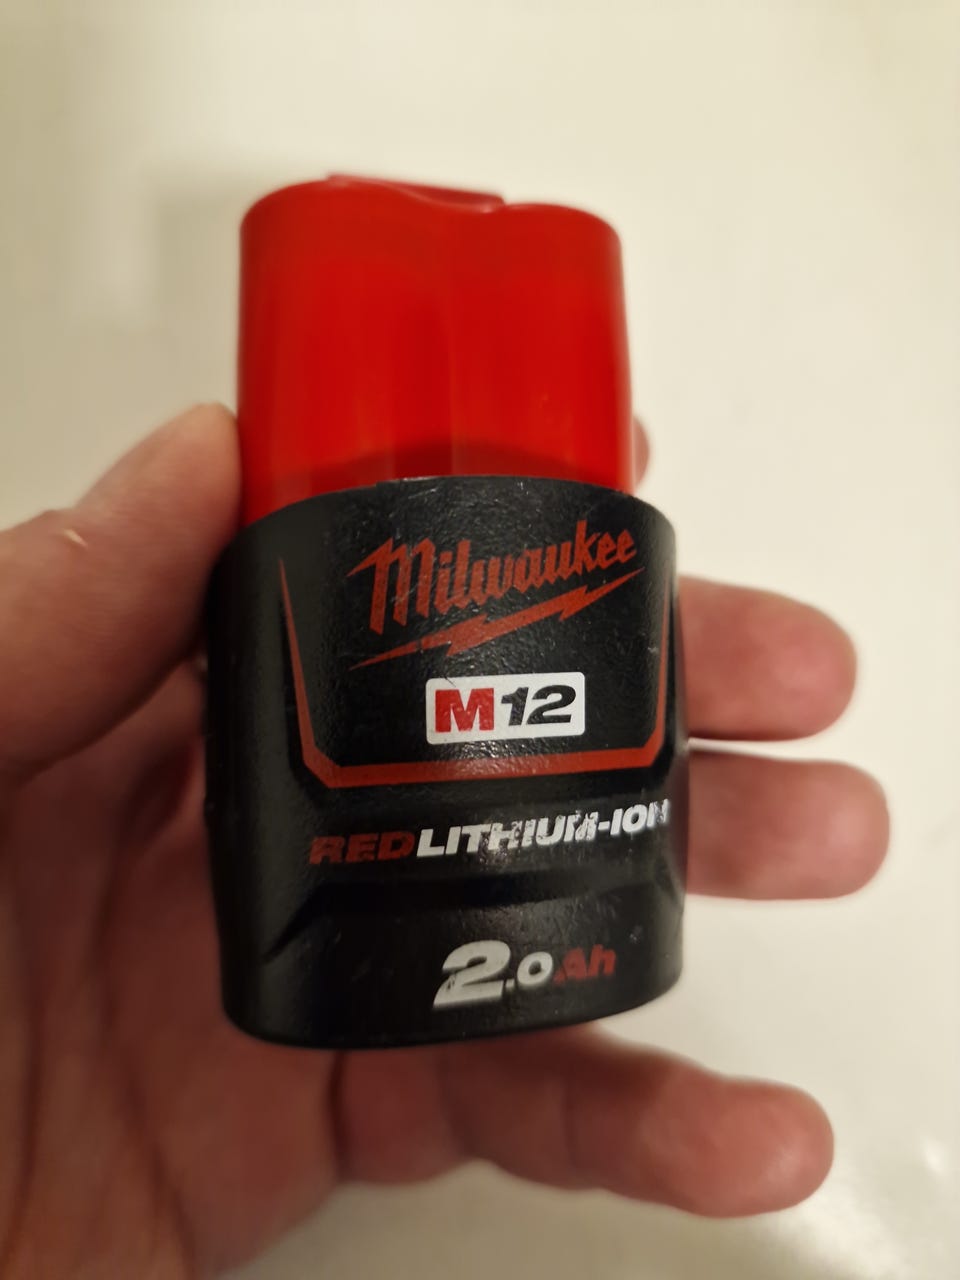 Milwaukee
M12
REDLITHIUM-ION
2.0Ah